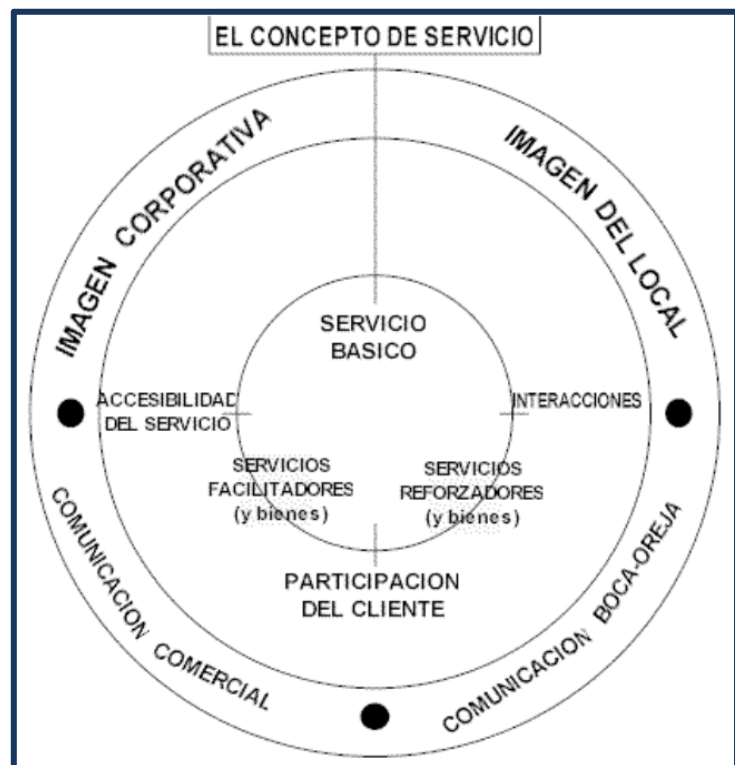 EL CONCEPTO DE SERVICIO
IMAGEN CORPORATIVA
IMAGEN DEL LOCAL
SERVICIO
BASICO
ACCESIBILIDAD
DEL SERVICIO
INTERACCIONES
SERVICIOS
FACILITADORES
(y bienes)
SERVICIOS
REFORZADORES
(y bienes)
PARTICIPACION
DEL CLIENTE
COMUNICACION COMERCIAL
COMUNICACION BOCA-OREJA